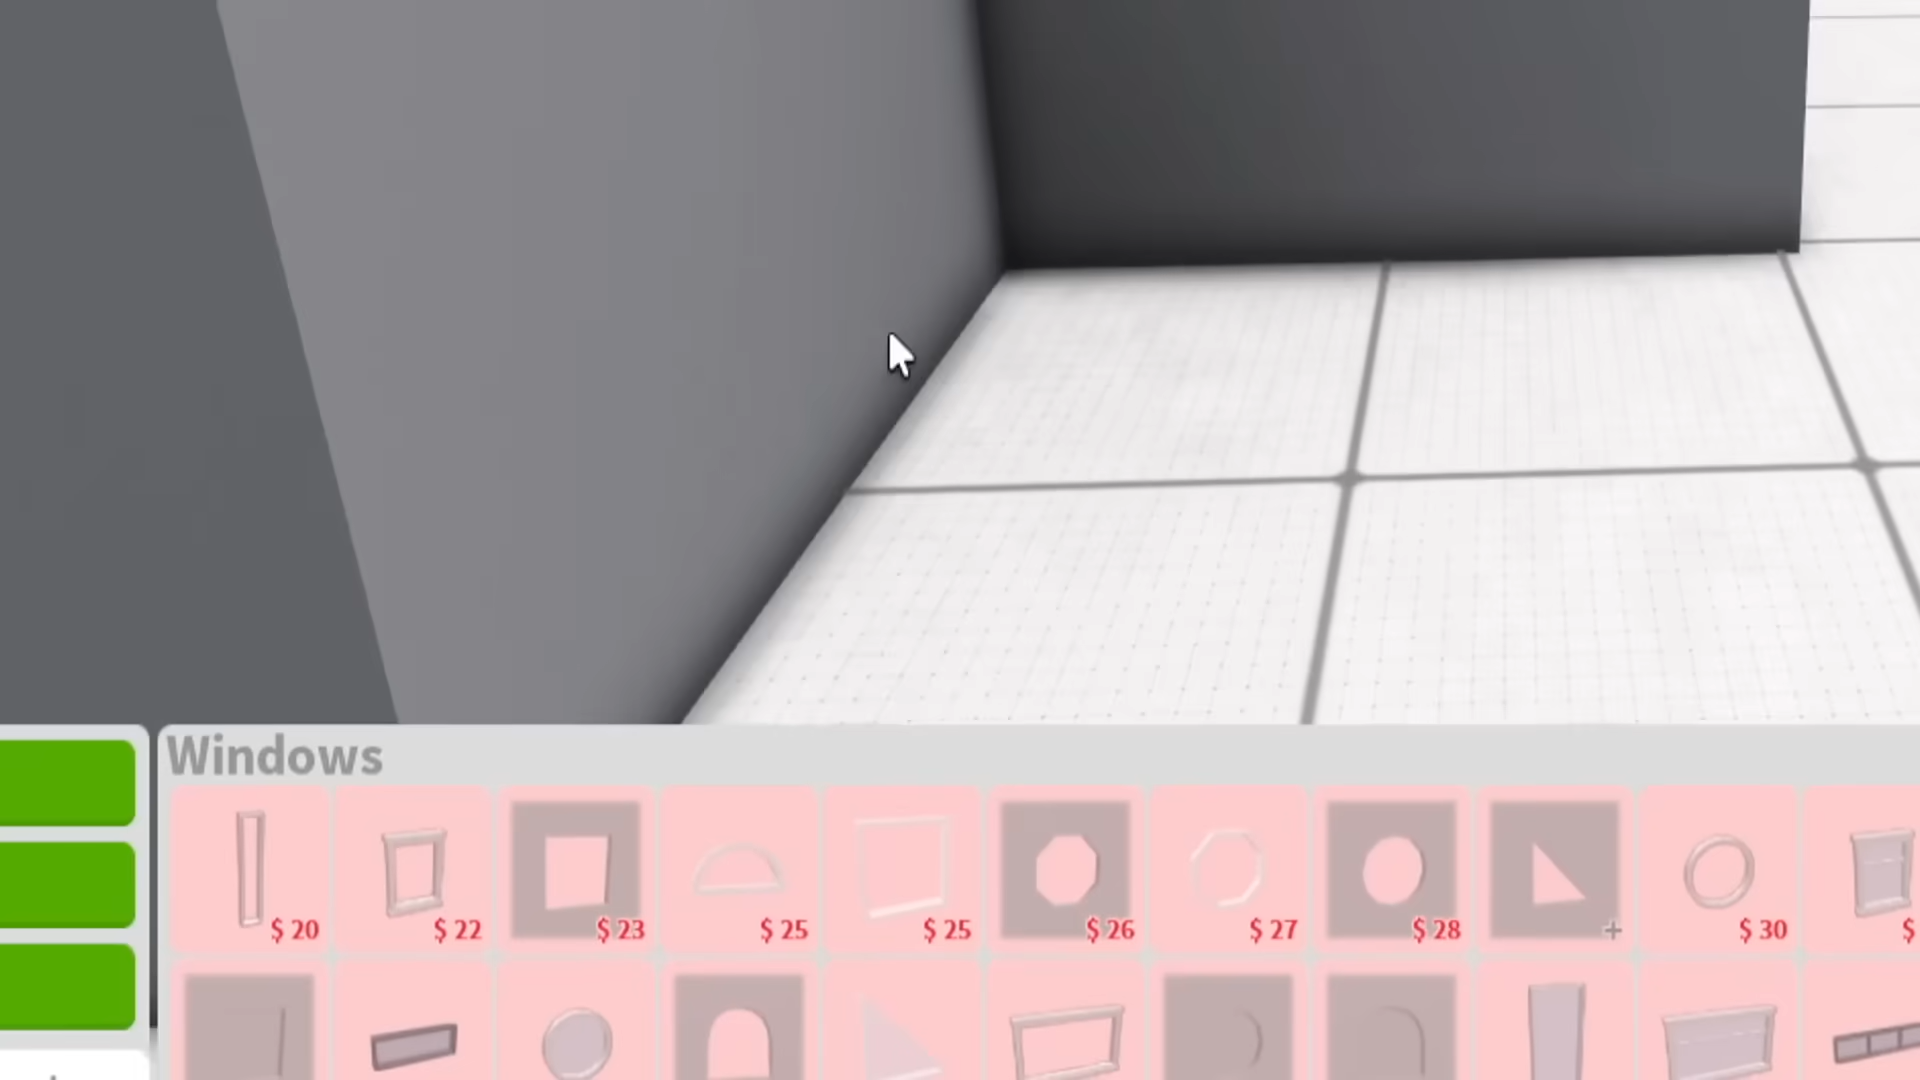 Windows
$ 20 $ 22 $ 23 $ 25 $ 25 $ 26 $ 27 $ 28 + $ 30 $